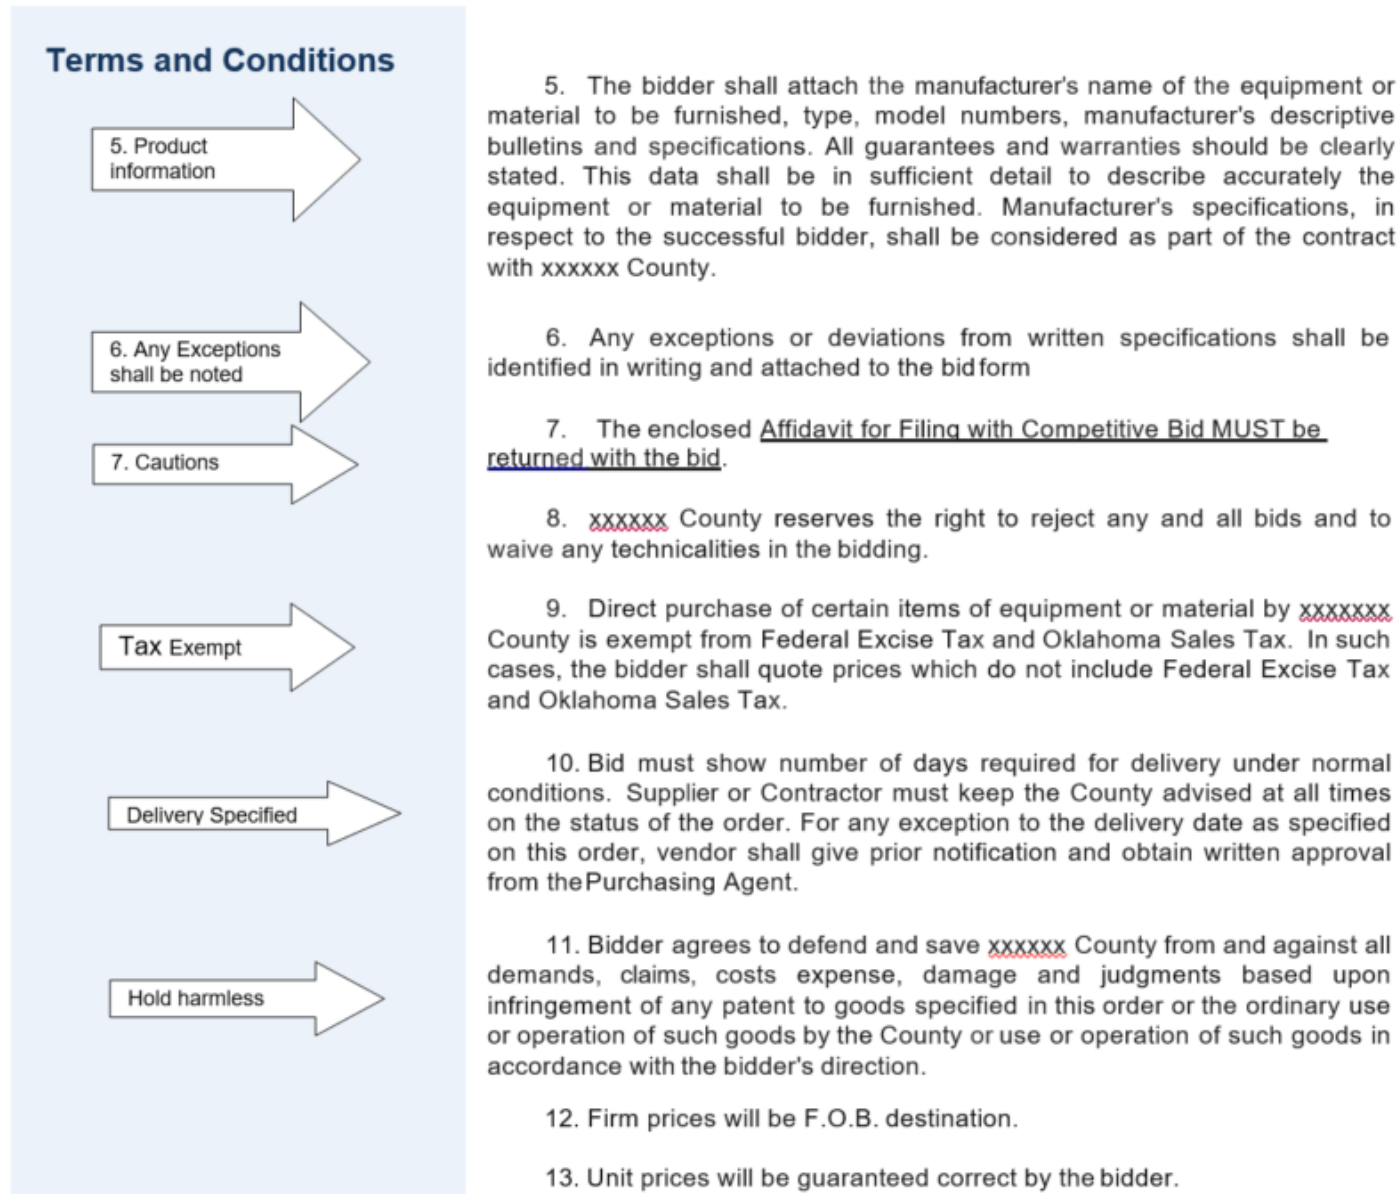 Terms and Conditions
5. Product
information
6. Any Exceptions
shall be noted
7. Cautions
Tax Exempt
Delivery Specified
Hold harmless
5. The bidder shall attach the manufacturer's name of the equipment or
material to be furnished, type, model numbers, manufacturer's descriptive
bulletins and specifications. All guarantees and warranties should be clearly
stated. This data shall be in sufficient detail to describe accurately the
equipment or material to be furnished. Manufacturer's specifications, in
respect to the successful bidder, shall be considered as part of the contract
with xxxxxx County.
6. Any exceptions or deviations from written specifications shall be
identified in writing and attached to the bid form
7. The enclosed Affidavit for Filing with Competitive Bid MUST be
returned with the bid.
8. xxxxxx County reserves the right to reject any and all bids and to
waive any technicalities in the bidding.
9. Direct purchase of certain items of equipment or material by xxxxxxx
County is exempt from Federal Excise Tax and Oklahoma Sales Tax. In such
cases, the bidder shall quote prices which do not include Federal Excise Tax
and Oklahoma Sales Tax.
10. Bid must show number of days required for delivery under normal
conditions. Supplier or Contractor must keep the County advised at all times
on the status of the order. For any exception to the delivery date as specified
on this order, vendor shall give prior notification and obtain written approval
from the Purchasing Agent.
11. Bidder agrees to defend and save xxxxxx County from and against all
demands, claims, costs expense, damage and judgments based upon
infringement of any patent to goods specified in this order or the ordinary use
or operation of such goods by the County or use or operation of such goods in
accordance with the bidder's direction.
12. Firm prices will be F.O.B. destination.
13. Unit prices will be guaranteed correct by the bidder.